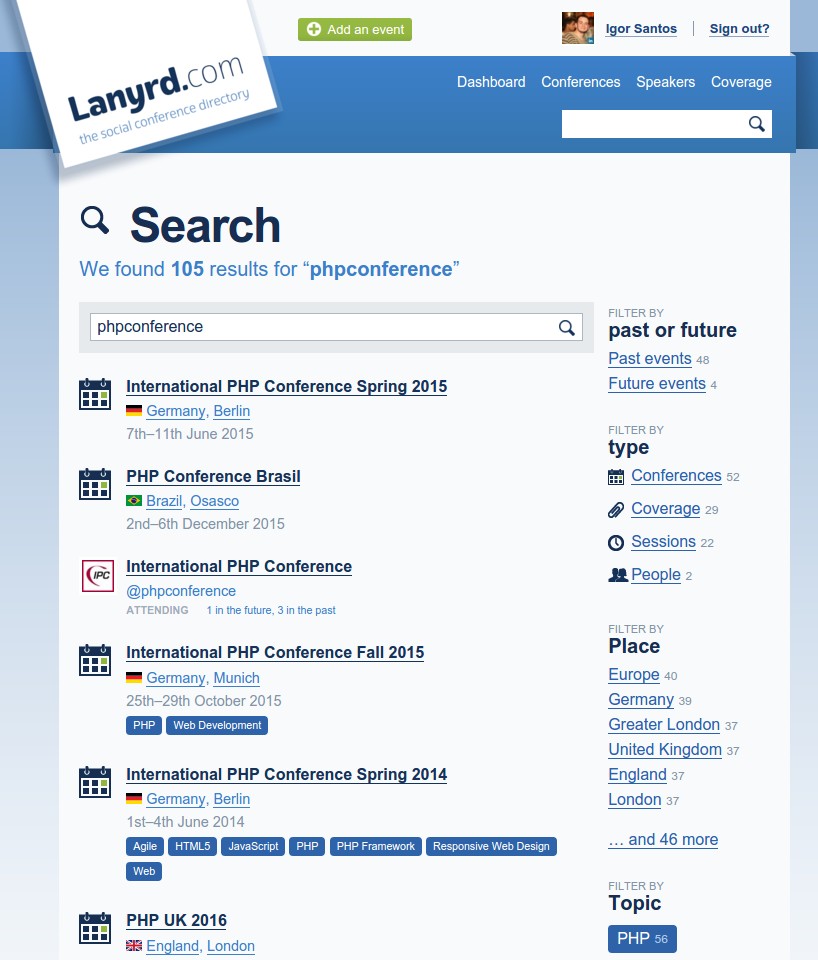 Add an event
Igor Santos
Sign out?
Lanyrd.com
the social conference directory
Dashboard Conferences Speakers Coverage
Search
We found 105 results for “phpconference”
phpconference
International PHP Conference Spring 2015
Germany, Berlin
7th–11th June 2015
PHP Conference Brasil
Brazil, Osasco
2nd–6th December 2015
IPC
International PHP Conference
@phpconference
ATTENDING 1 in the future, 3 in the past
International PHP Conference Fall 2015
Germany, Munich
25th–29th October 2015
PHP Web Development
International PHP Conference Spring 2014
Germany, Berlin
1st–4th June 2014
Agile HTML5 JavaScript PHP PHP Framework Responsive Web Design
Web
PHP UK 2016
England, London
FILTER BY
past or future
Past events 48
Future events 4
FILTER BY
type
Conferences 52
Coverage 29
Sessions 22
People 2
FILTER BY
Place
Europe 40
Germany 39
Greater London 37
United Kingdom 37
England 37
London 37
… and 46 more
FILTER BY
Topic
PHP 56